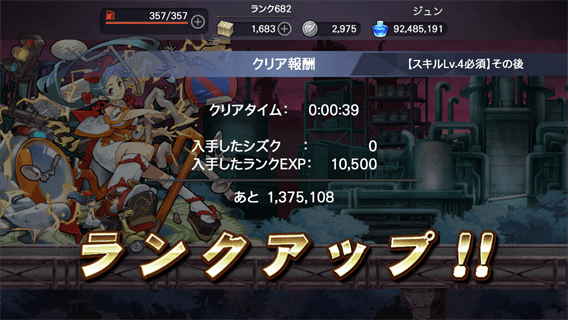 ランク682
ジュン
357/357
1,683
2,975
92,485,191
クリア報酬
【スキルLv.4必須】その後
クリアタイム： 0:00:39
入手したシズク ： 0
入手したランクEXP： 10,500
あと 1,375,108
ランクアップ!!